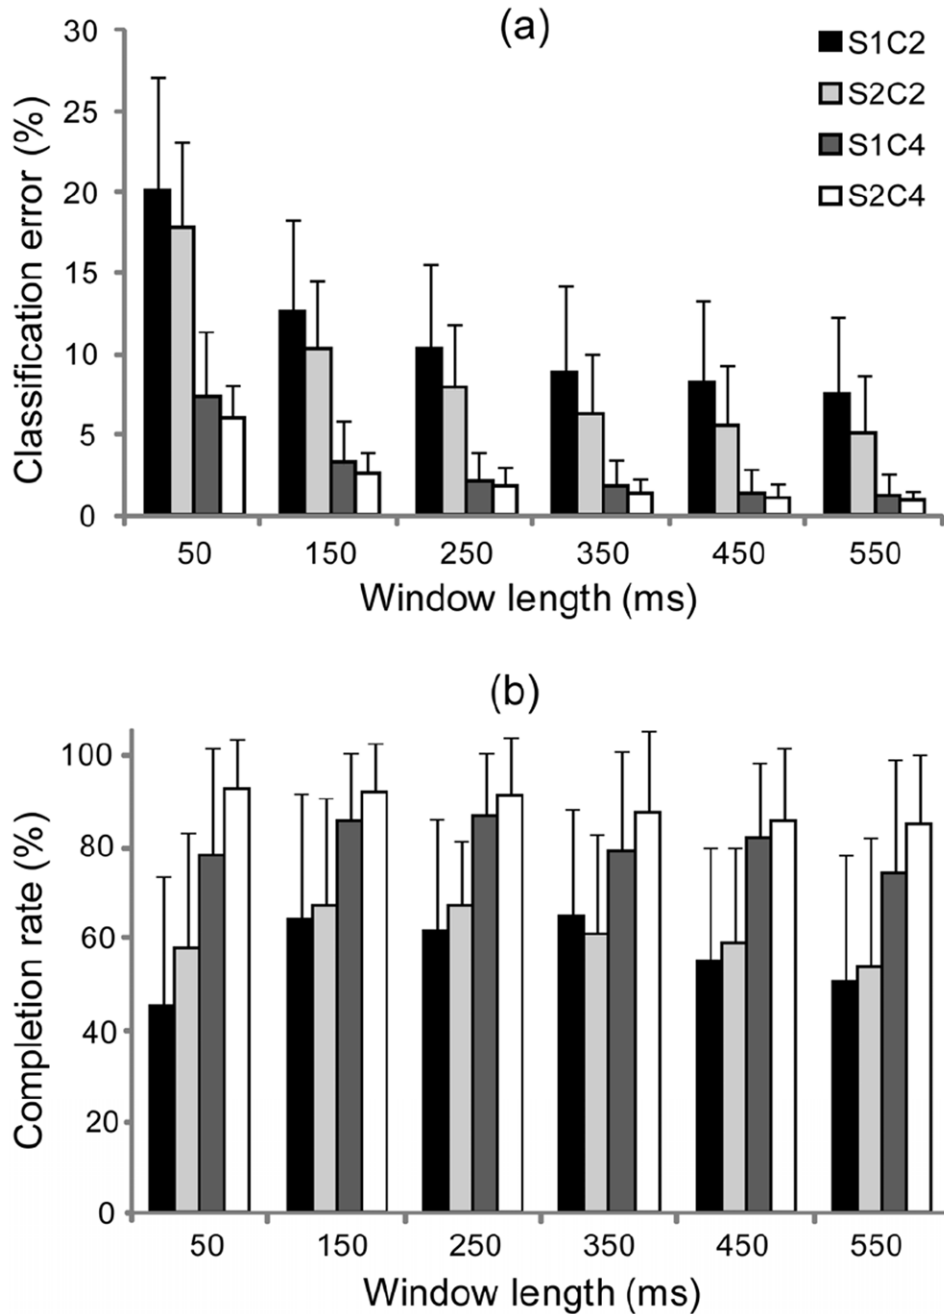 (a)
30
25
20
15
10
5
0
Classification error (%)
S1C2
S2C2
S1C4
S2C4
50 150 250 350 450 550
Window length (ms)
(b)
100
80
60
40
20
0
Completion rate (%)
50 150 250 350 450 550
Window length (ms)